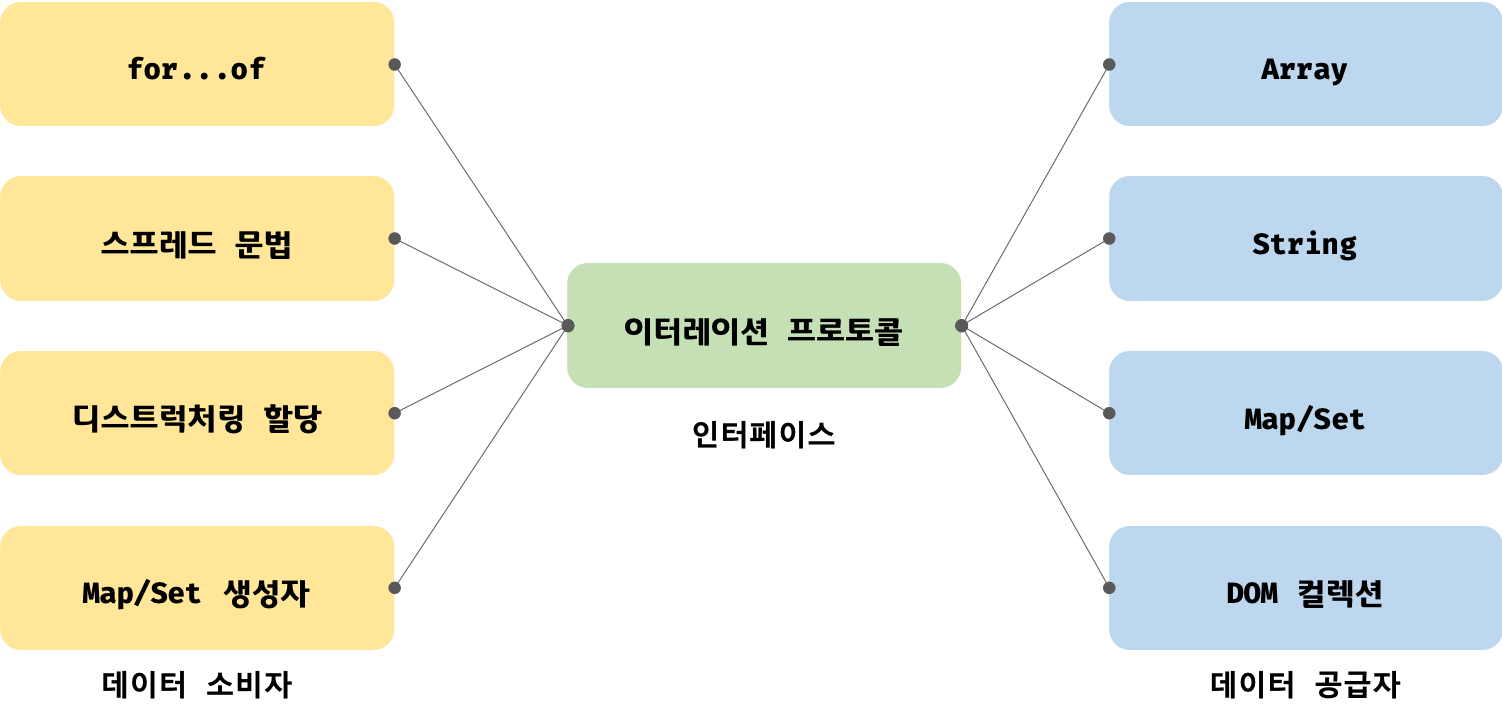 for...of
스프레드 문법
디스트럭처링 할당
Map/Set 생성자
데이터 소비자
이터레이션 프로토콜
인터페이스
Array
String
Map/Set
DOM 컬렉션
데이터 공급자